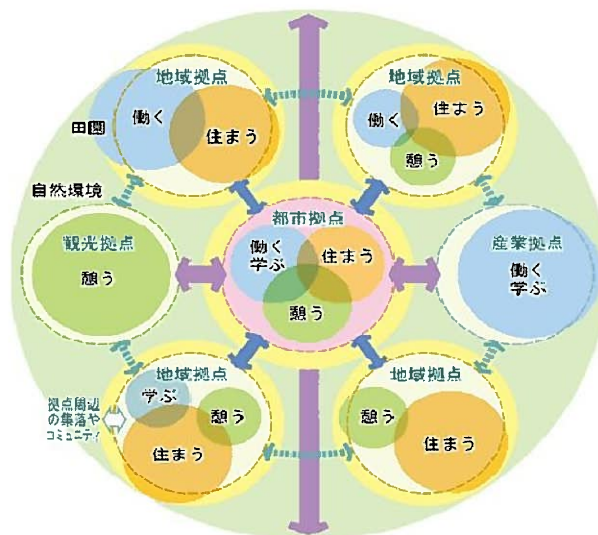 地域拠点
働く
住まう
地域拠点
働く
住まう
憩う
田園
自然環境
観光拠点
憩う
都市拠点
働く
学ぶ
住まう
憩う
産業拠点
働く
学ぶ
地域拠点
学ぶ
憩う
住まう
拠点周辺
の集落や
コミュニティ
地域拠点
憩う
住まう